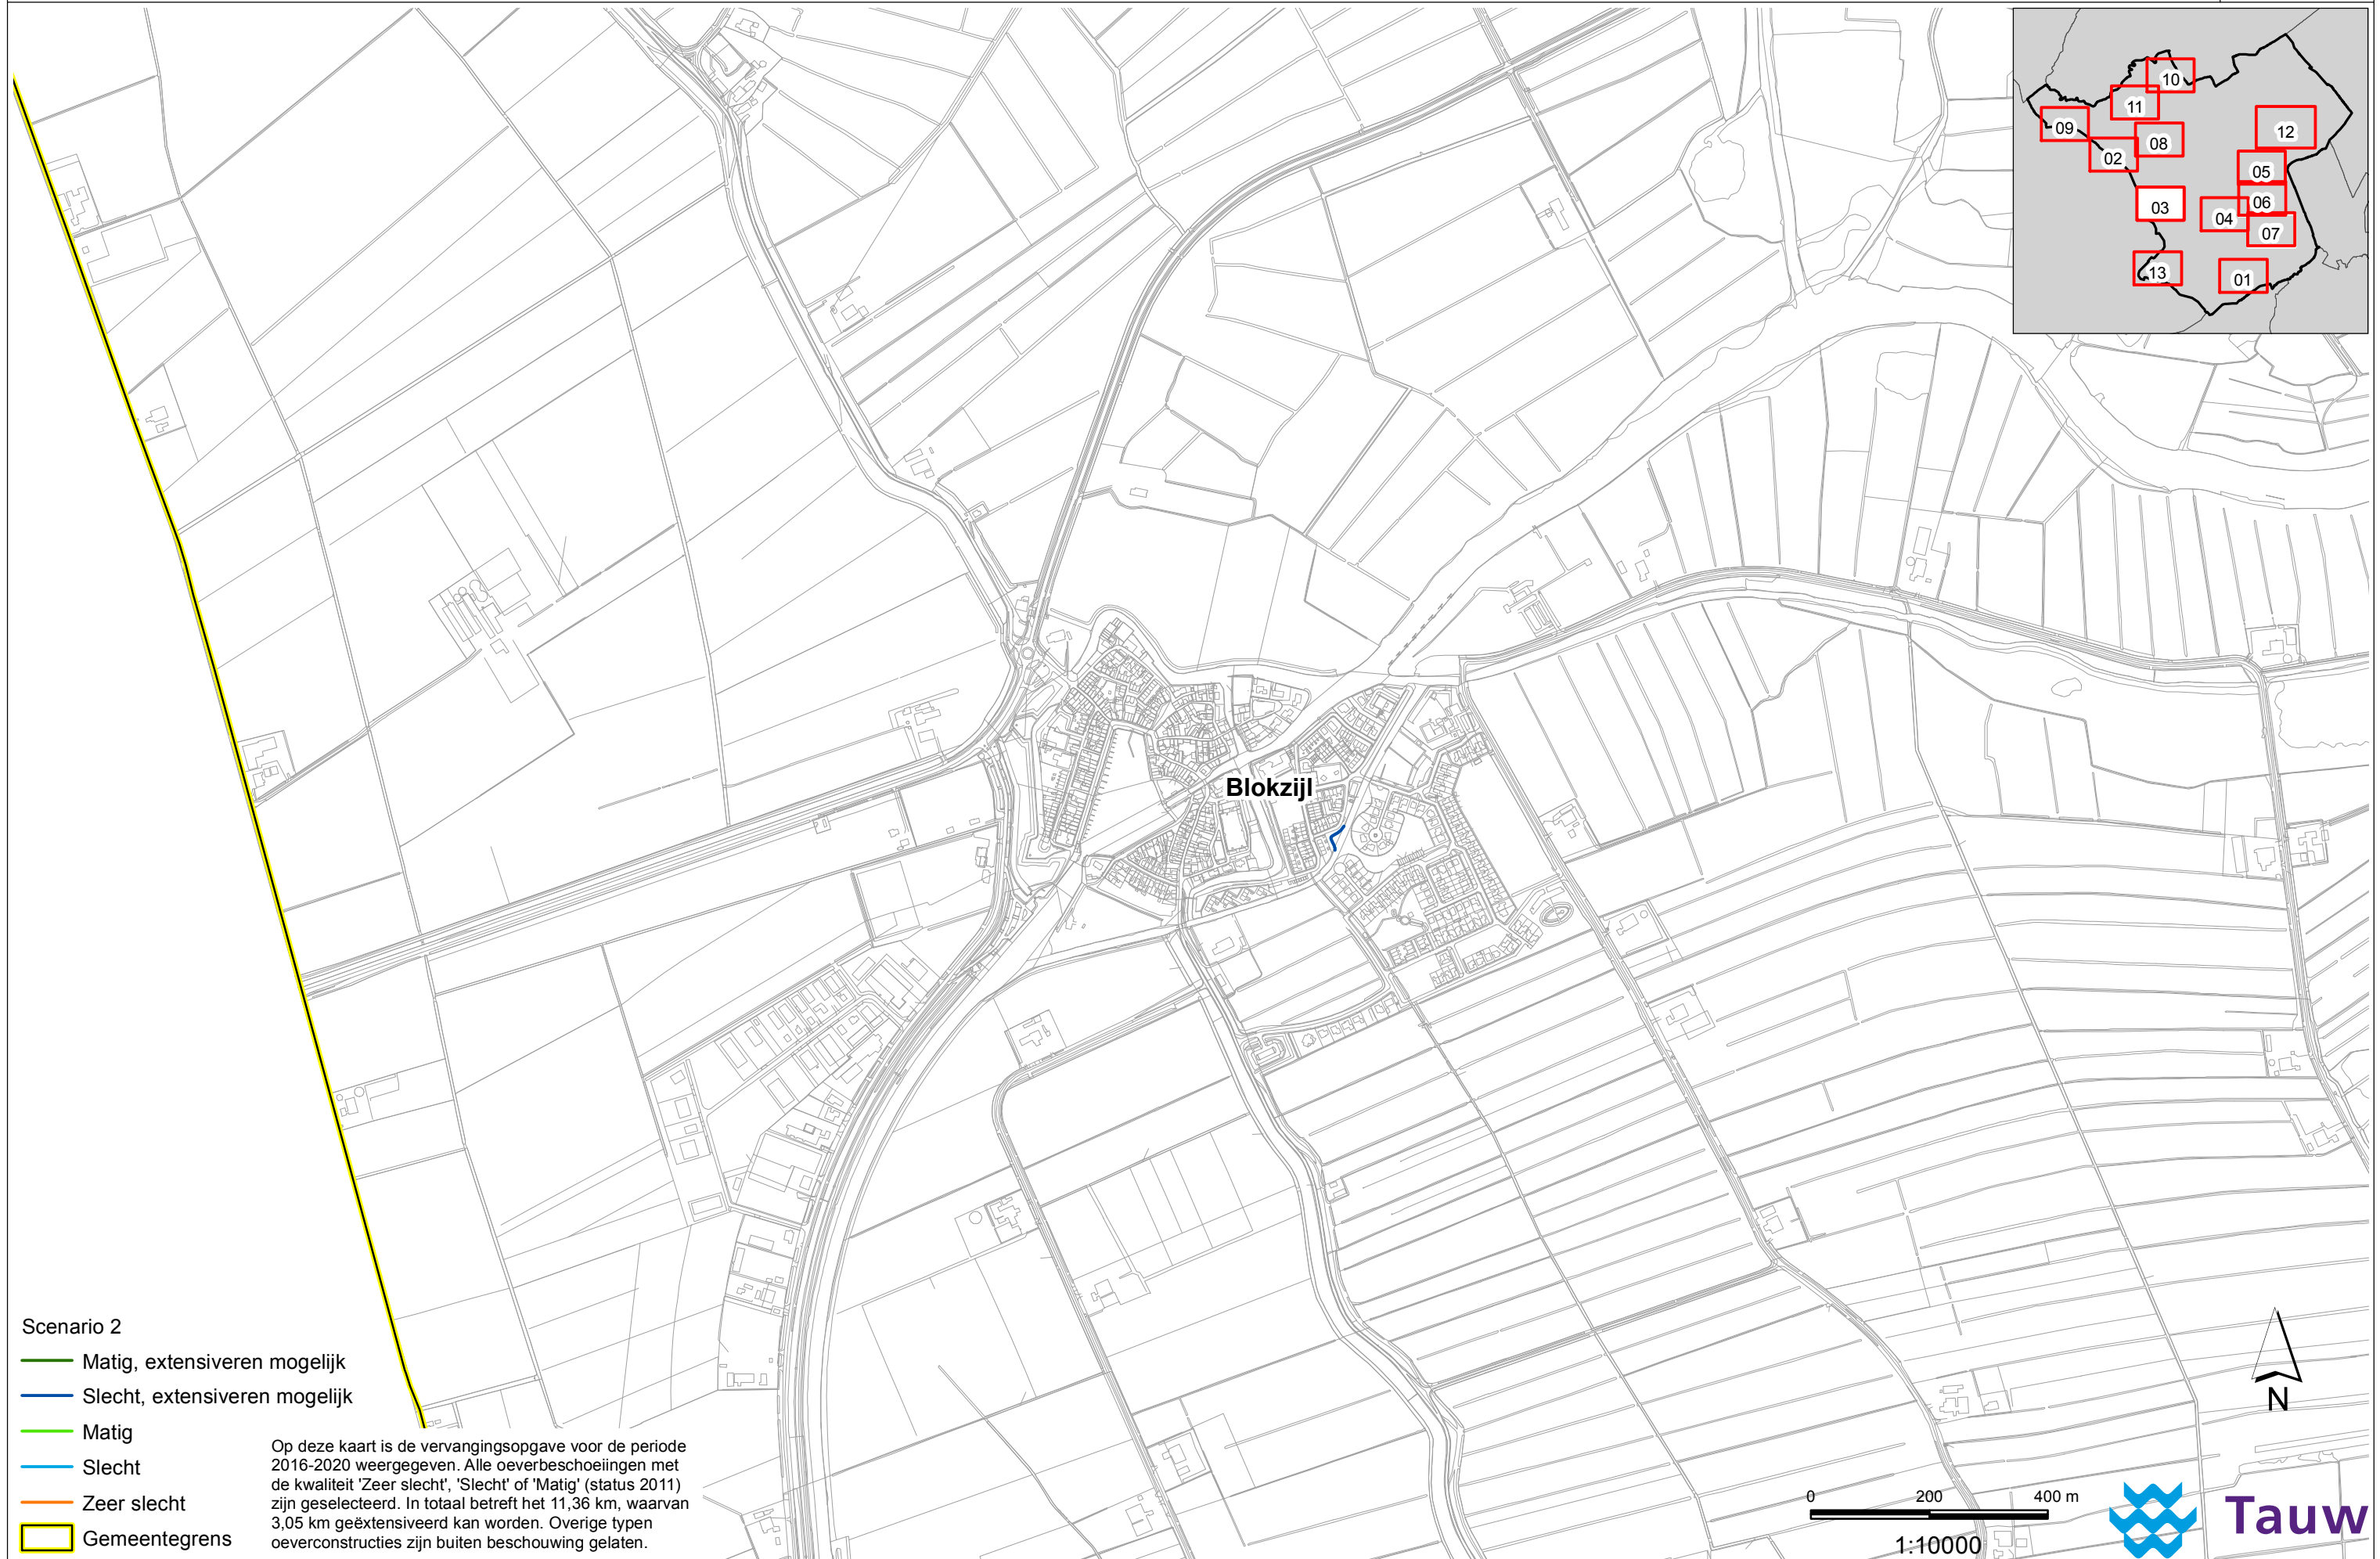 10
11
09
12
08
02
05
03
06
04
07
13
01
Blokzijl
Scenario 2
Matig, extensiveren mogelijk
Slecht, extensiveren mogelijk
Matig
Slecht
Zeer slecht
Gemeentegrens
Op deze kaart is de vervangingsopgave voor de periode
2016-2020 weergegeven. Alle oeverbeschoeiingen met
de kwaliteit 'Zeer slecht', 'Slecht' of 'Matig' (status 2011)
zijn geselecteerd. In totaal betreft het 11,36 km, waarvan
3,05 km geëxtensiveerd kan worden. Overige typen
oeverconstructies zijn buiten beschouwing gelaten.
N
0 200 400 m
1:10000
Tauw